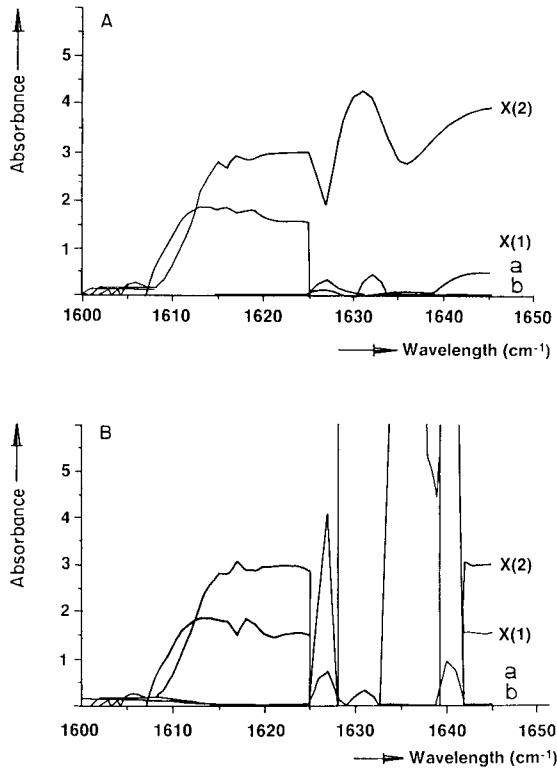 A
Absorbance
6
5
4
3
2
1
X(2)
X(1)
a
b
1600 1610 1620 1630 1640 1650
Wavelength (cm-1)
B
Absorbance
5
4
3
2
1
X(2)
X(1)
a
b
1600 1610 1620 1630 1640 1650
Wavelength (cm-1)